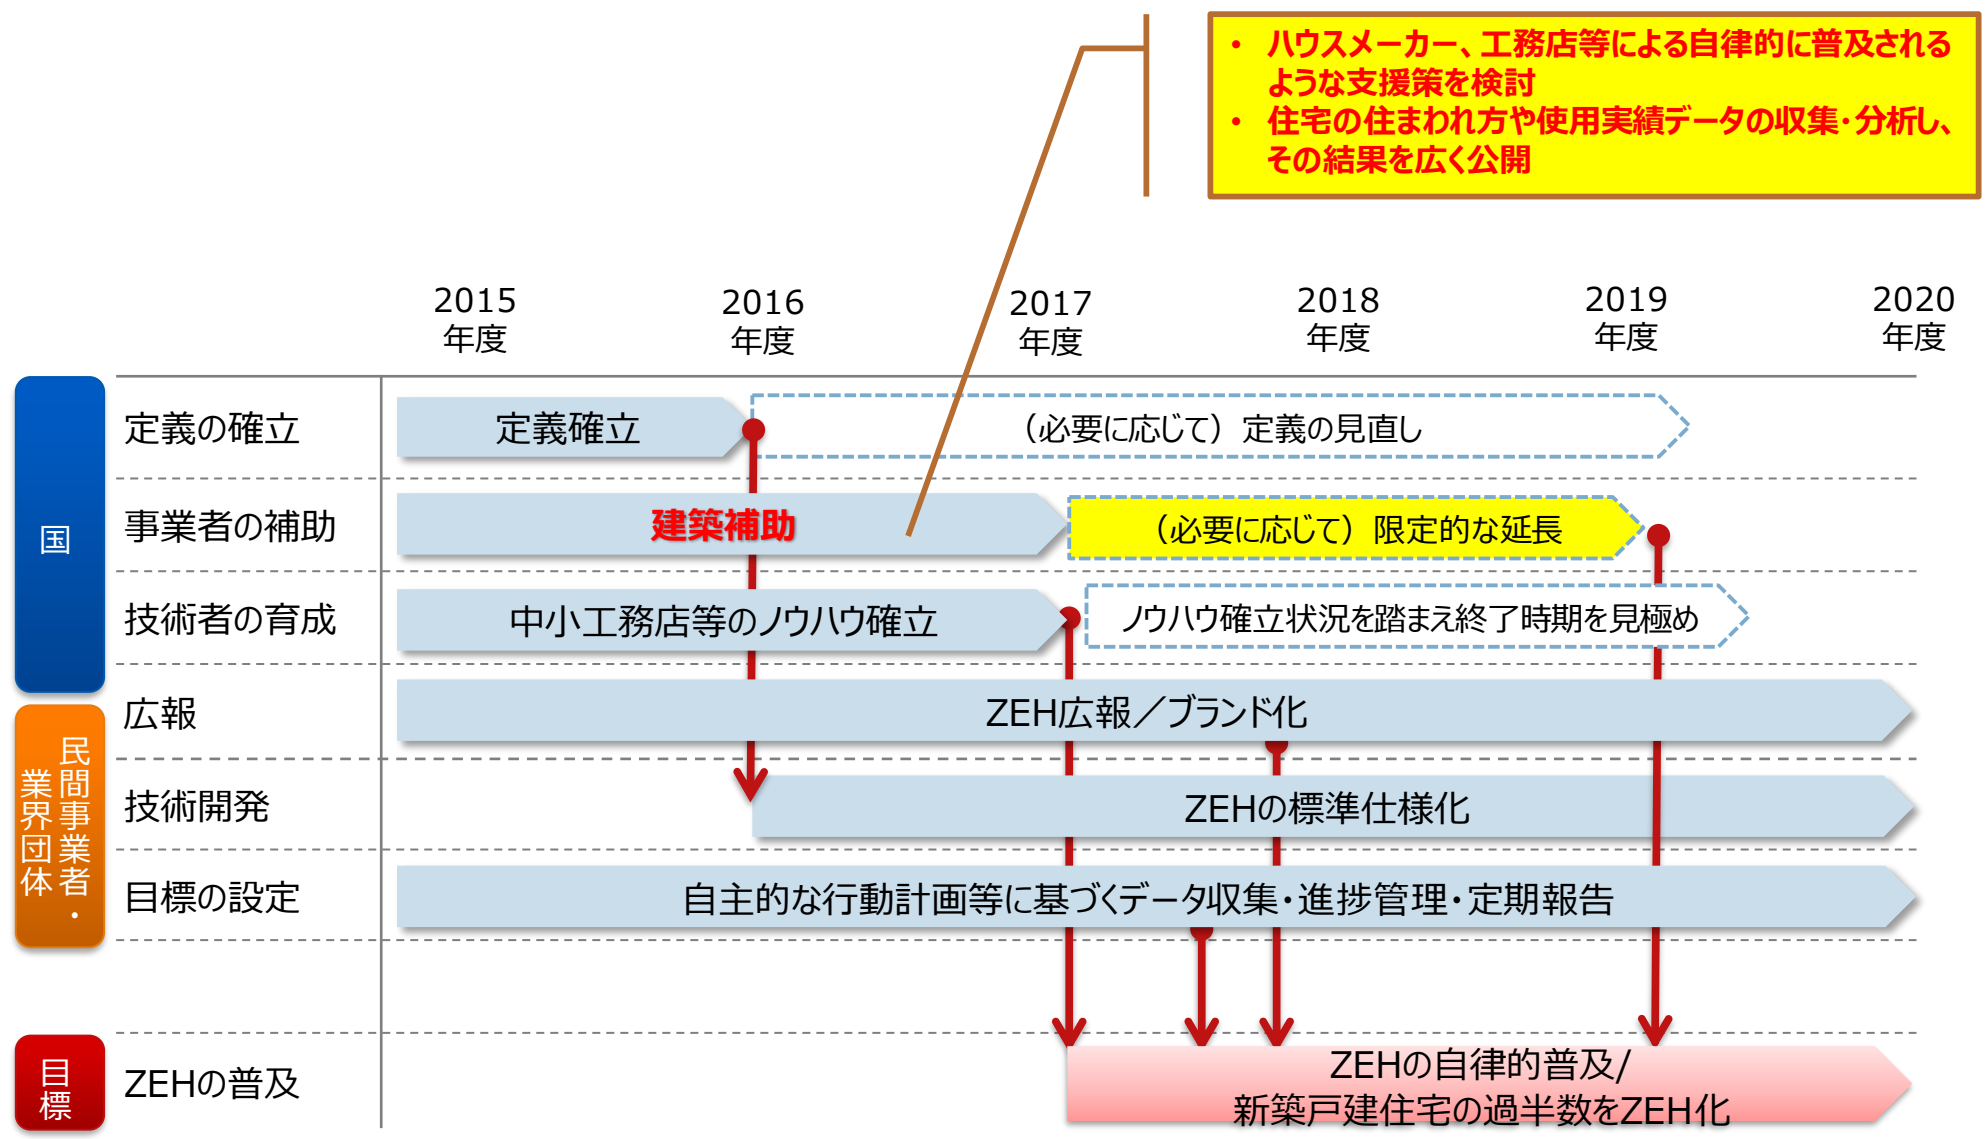 • ハウスメーカー、工務店等による自律的に普及される
ような支援策を検討
• 住宅の住まわれ方や使用実績データの収集・分析し、
その結果を広く公開
2015
年度
2016
年度
2017
年度
2018
年度
2019
年度
2020
年度
国
定義の確立
定義確立
（必要に応じて）定義の見直し
事業者の補助
建築補助
（必要に応じて）限定的な延長
技術者の育成
中小工務店等のノウハウ確立
ノウハウ確立状況を踏まえ終了時期を見極め
民間事業者・
業界団体
広報
ZEH広報／ブランド化
技術開発
ZEHの標準仕様化
目標の設定
自主的な行動計画等に基づくデータ収集・進捗管理・定期報告
目標
ZEHの普及
ZEHの自律的普及/
新築戸建住宅の過半数をZEH化